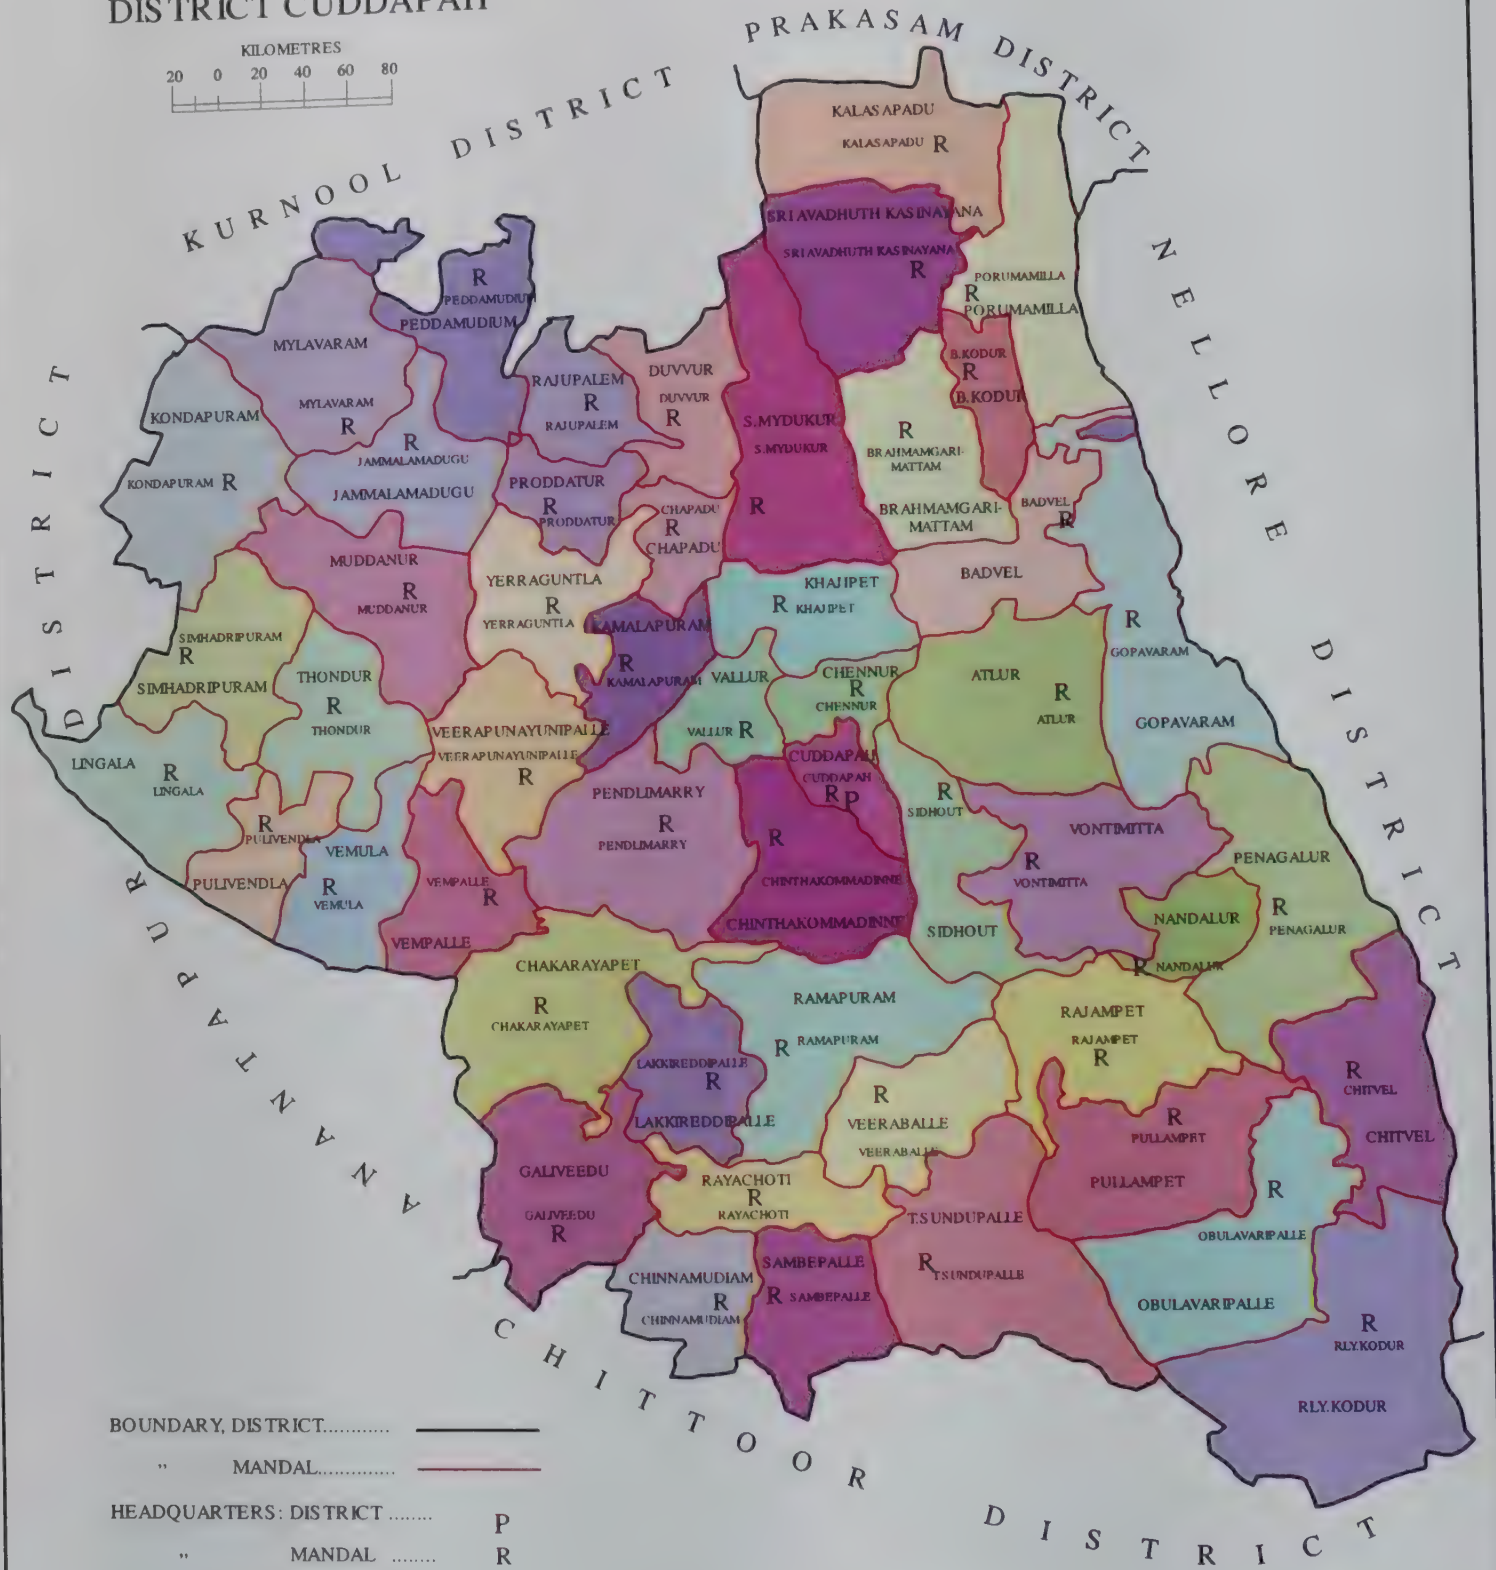 DISTRICT CUDDAPAH
KILOMETRES
20 0 20 40 60 80
PRAKASAM DISTRICT
KURNOOL DISTRICT
NELLORE DISTRICT
ANANTAPUR DISTRICT
CHITTOOR DISTRICT
KALASAPADU
KALASAPADU R
SRI AVADHUTH KASINAYANA
SRI AVADHUTH KASINAYANA
R
PORUMAMILLA
R
PORUMAMILLA
R
PEDDAMUDIUM
PEDDAMUDIUM
MYLAVARAM
MYLAVARAM
R
RAJUPALEM
R
RAJUPALEM
DUVVUR
DUVVUR
R
B.KODUR
R
B.KODUR
KONDAPURAM
KONDAPURAM R
R
JAMMALAMADUGU
JAMMALAMADUGU
S.MYDUKUR
S.MYDUKUR
R
R
BRAHMAMGARI-
MATTAM
BRAHMAMGARI-
MATTAM
PRODDATUR
R
PRODDATUR
CHAPADU
R
CHAPADU
BADVEL
R
BADVEL
MUDDANUR
R
MUDDANUR
YERRAGUNTLA
R
YERRAGUNTLA
KHAJIPET
R KHAJIPET
KAMALAPURAM
R
KAMALAPURAM
R
GOPAVARAM
GOPAVARAM
SIMHADRIPURAM
R
SIMHADRIPURAM
THONDUR
R
THONDUR
VALLUR
VALLUR R
CHENNUR
R
CHENNUR
ATLUR
R
ATLUR
VEERAPUNAYUNIPALLE
VEERAPUNAYUNIPALLE
R
LINGALA
R
LINGALA
CUDDAPAH
CUDDAPAH
R P
PENDLIMARRY
R
PENDLIMARRY
R
SIDHOUT
SIDHOUT
R
PULIVENDLA
PULIVENDLA
VEMULA
R
VEMULA
VEMPALLE
R
VEMPALLE
R
CHINTHAKOMMADINNE
CHINTHAKOMMADINNE
VONTIMITTA
R
VONTIMITTA
PENAGALUR
R
PENAGALUR
NANDALUR
R NANDALUR
CHAKARAYAPET
R
CHAKARAYAPET
RAMAPURAM
R RAMAPURAM
RAJAMPET
RAJAMPET
R
LAKKIREDDIPALLE
R
LAKKIREDDIPALLE
R
VEERABALLE
VEERABALLE
R
CHITVEL
CHITVEL
R
PULLAMPET
PULLAMPET
GALIVEEDU
GALIVEEDU
R
RAYACHOTI
R
RAYACHOTI
T.SUNDUPALLE
R T.SUNDUPALLE
R
OBULAVARIPALLE
OBULAVARIPALLE
CHINNAMUDIAM
R
CHINNAMUDIAM
SAMBEPALLE
R SAMBEPALLE
R
RLY.KODUR
RLY.KODUR
BOUNDARY, DISTRICT............
" MANDAL..............
HEADQUARTERS: DISTRICT ........ P
" MANDAL ........ R